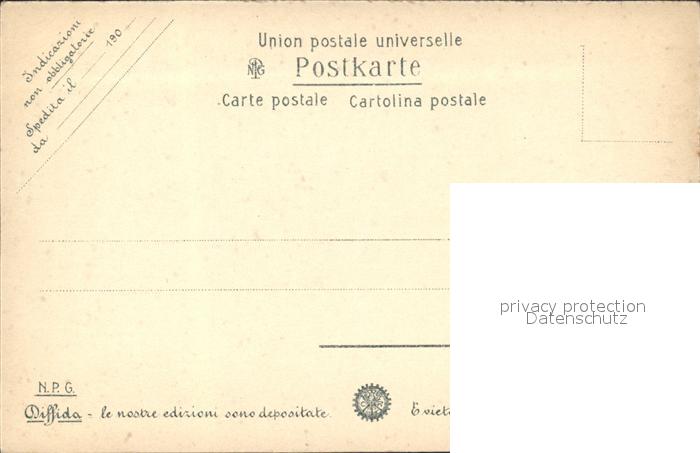 Indicazioni
non obbligatorie
Spedita il 190
da
Union postale universelle
NPG Postkarte
Carte postale Cartolina postale
privacy protection
Datenschutz
N.P.G.
Diffida - le nostre edizioni sono depositate.
È viet